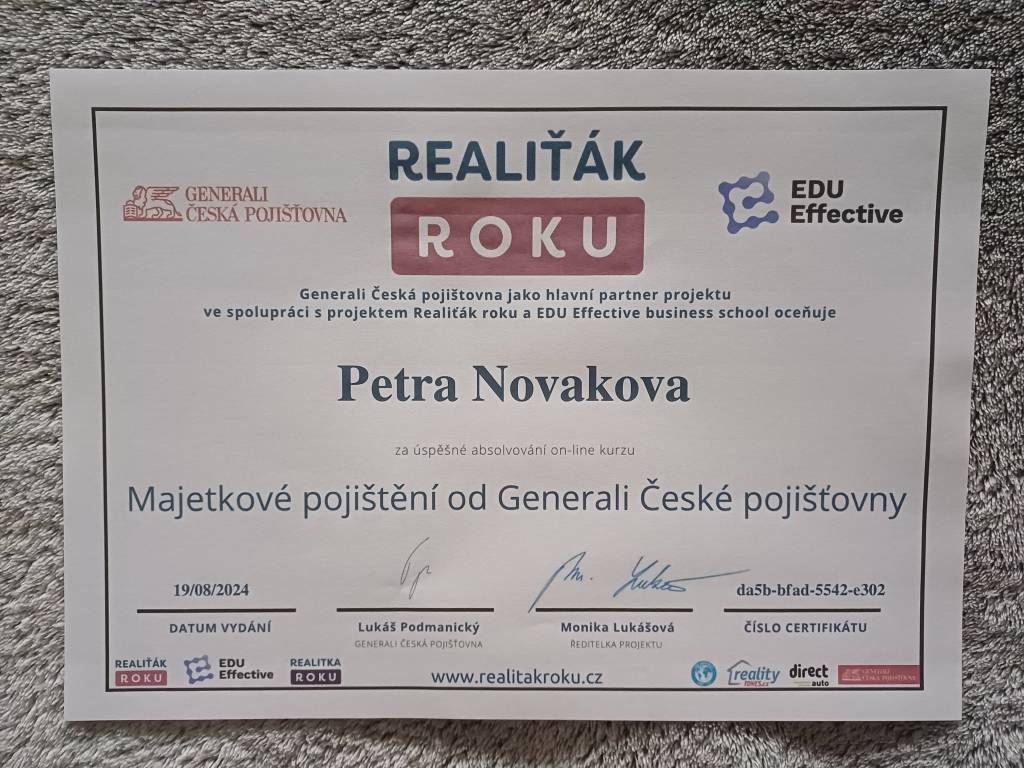 REALIŤÁK
ROKU
GENERALI
ČESKÁ POJIŠŤOVNA
EDU
Effective
Generali Česká pojištovna jako hlavní partner projektu
ve spolupráci s projektem Realiťák roku a EDU Effective business school oceňuje
Petra Novakova
za úspěšné absolvování on-line kurzu
Majetkové pojištění od Generali České pojišťovny
19/08/2024
DATUM VYDÁNÍ
Lukáš Podmanický
GENERALI ČESKÁ POJIŠŤOVNA
Monika Lukášová
ŘEDITELKA PROJEKTU
da5b-bfad-5542-e302
ČÍSLO CERTIFIKÁTU
REALIŤÁK
ROKU
EDU
Effective
REALITKA
ROKU
www.realitakroku.cz
reality
direct
auto
GENERALI
ČESKÁ POJIŠŤOVNA